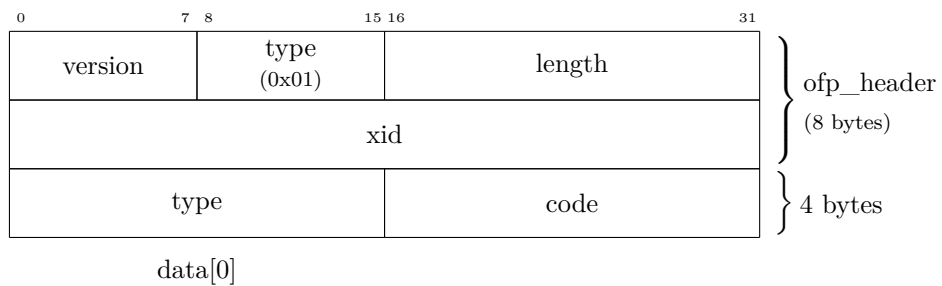 0 7 8 15 16 31
version type (0x01) length
ofp_header
(8 bytes)
xid
type code
4 bytes
data[0]